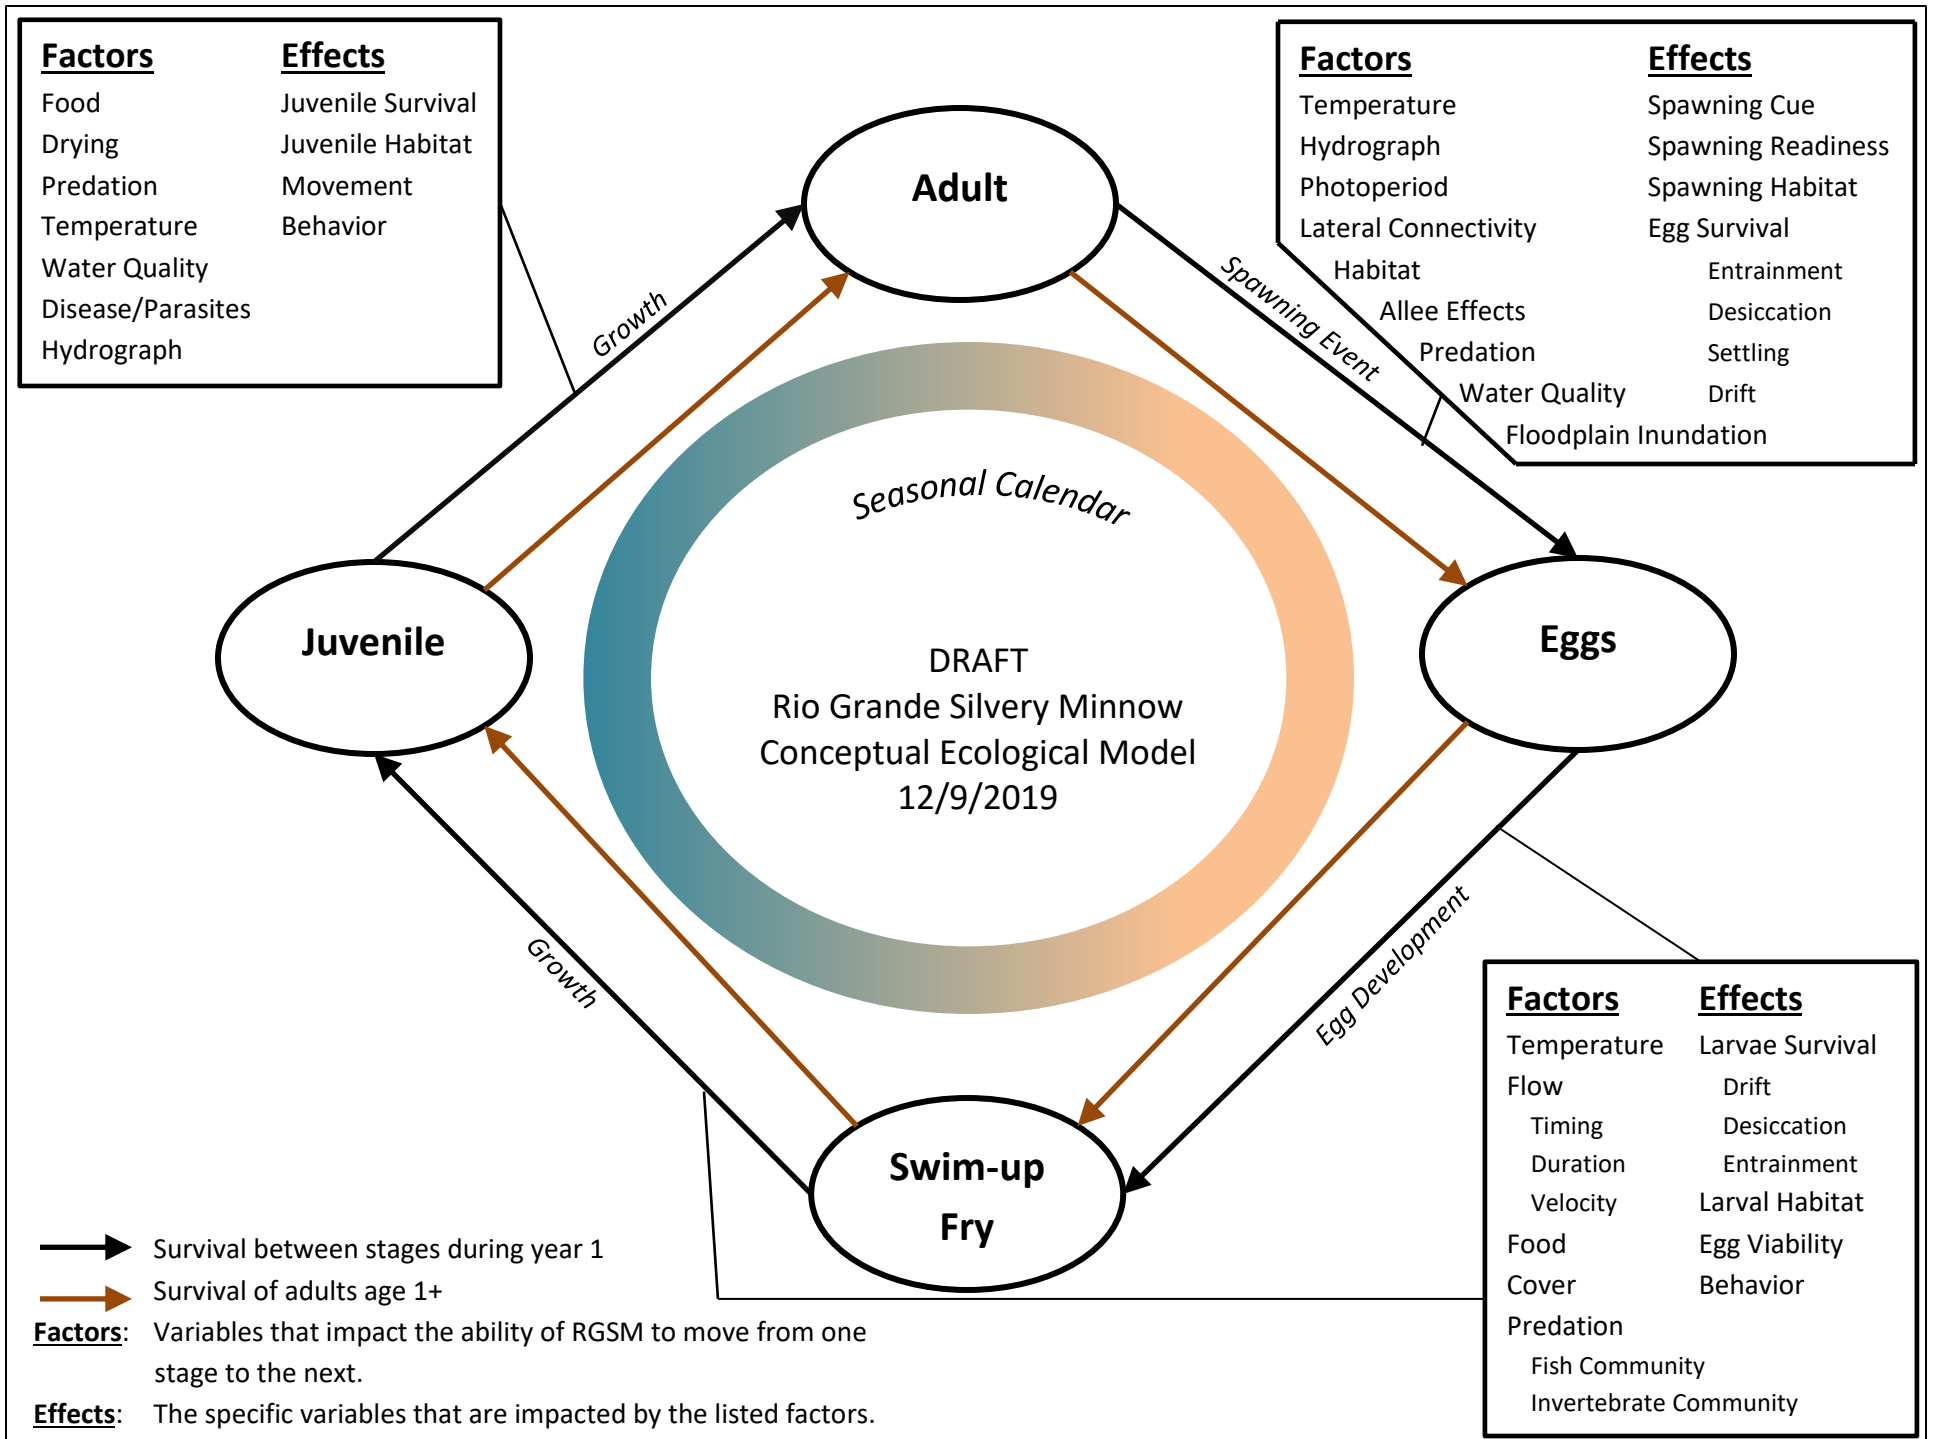 Factors Effects
Food Juvenile Survival
Drying Juvenile Habitat
Predation Movement
Temperature Behavior
Water Quality
Disease/Parasites
Hydrograph
Factors Effects
Temperature Spawning Cue
Hydrograph Spawning Readiness
Photoperiod Spawning Habitat
Lateral Connectivity Egg Survival
Habitat Entrainment
Allee Effects Desiccation
Predation Settling
Water Quality Drift
Floodplain Inundation
Adult
Growth
Spawning Event
Seasonal Calendar
Juvenile
Eggs
DRAFT
Rio Grande Silvery Minnow
Conceptual Ecological Model
12/9/2019
Growth
Egg Development
Swim-up
Fry
Factors Effects
Temperature Larvae Survival
Flow Drift
Timing Desiccation
Duration Entrainment
Velocity Larval Habitat
Food Egg Viability
Cover Behavior
Predation
Fish Community
Invertebrate Community
Survival between stages during year 1
Survival of adults age 1+
Factors: Variables that impact the ability of RGSM to move from one
stage to the next.
Effects: The specific variables that are impacted by the listed factors.